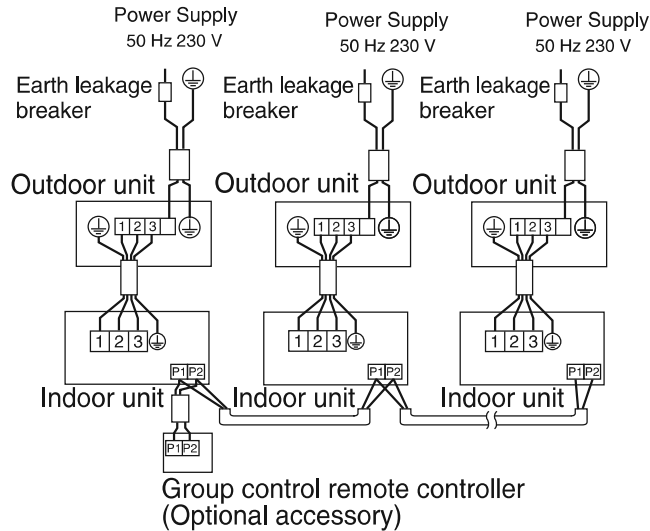 Power Supply
50 Hz 230 V
Power Supply
50 Hz 230 V
Power Supply
50 Hz 230 V
Earth leakage
breaker
Earth leakage
breaker
Earth leakage
breaker
Outdoor unit
Outdoor unit
Outdoor unit
1 2 3
1 2 3
1 2 3
1 2 3
1 2 3
1 2 3
P1 P2
P1 P2
P1 P2
Indoor unit
Indoor unit
Indoor unit
P1 P2
Group control remote controller
(Optional accessory)